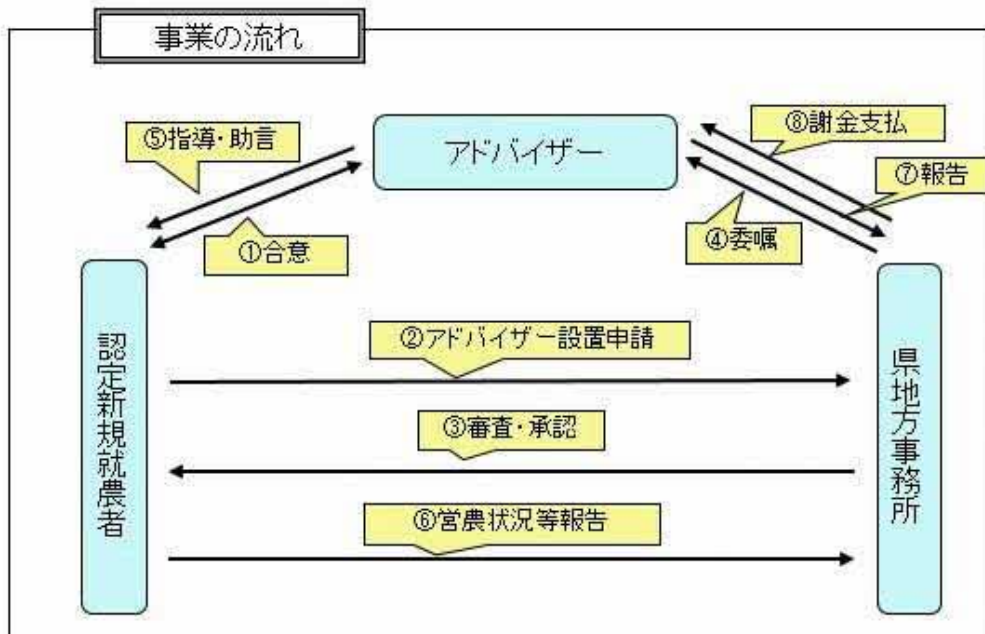 事業の流れ
⑤指導・助言
アドバイザー
⑧謝金支払
⑦報告
①合意
④委嘱
②アドバイザー設置申請
③審査・承認
⑥営農状況等報告
認定新規就農者
県地方事務所